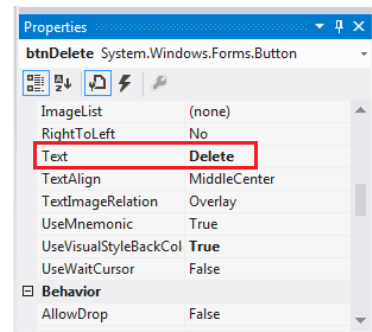 Properties
btnDelete System.Windows.Forms.Button
ImageList (none)
RightToLeft No
Text Delete
TextAlign MiddleCenter
TextImageRelation Overlay
UseMnemonic True
UseVisualStyleBackCol True
UseWaitCursor False
Behavior
AllowDrop False